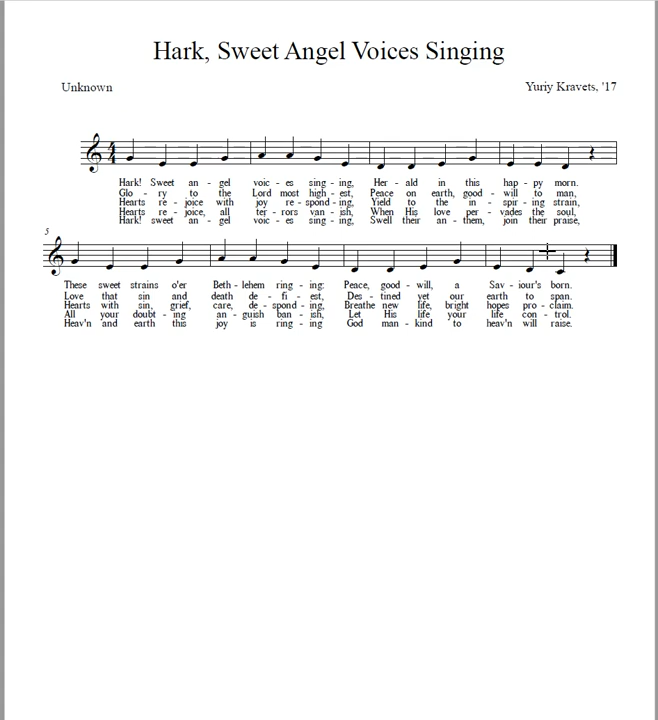 Hark, Sweet Angel Voices Singing
Unknown
Yuriy Kravets, '17
Hark! Sweet an - gel voic - es sing - ing, Her - ald in this hap - py morn.
Glo - ry to the Lord most high - est, Peace on earth, good - will to man,
Hearts re - joice with joy re - spond - ing, Yield to the in - spir - ing strain,
Hearts re - joice, all ter - rors van - ish, When His love per - vades the soul,
Hark! sweet an - gel voic - es sing - ing, Swell their an - them, join their praise,
5
These sweet strains o'er Beth - lehem ring - ing: Peace, good - will, a Sav - iour's born.
Love that sin and death de - fi - est, Des - tined yet our earth to span.
Hearts with sin, grief, care, de - spond - ing, Breathe new life, bright hopes pro - claim.
All your doubt - ing an - guish ban - ish, Let His life your life con - trol.
Heav'n and earth this joy is ring - ing God man - kind to heav'n will raise.